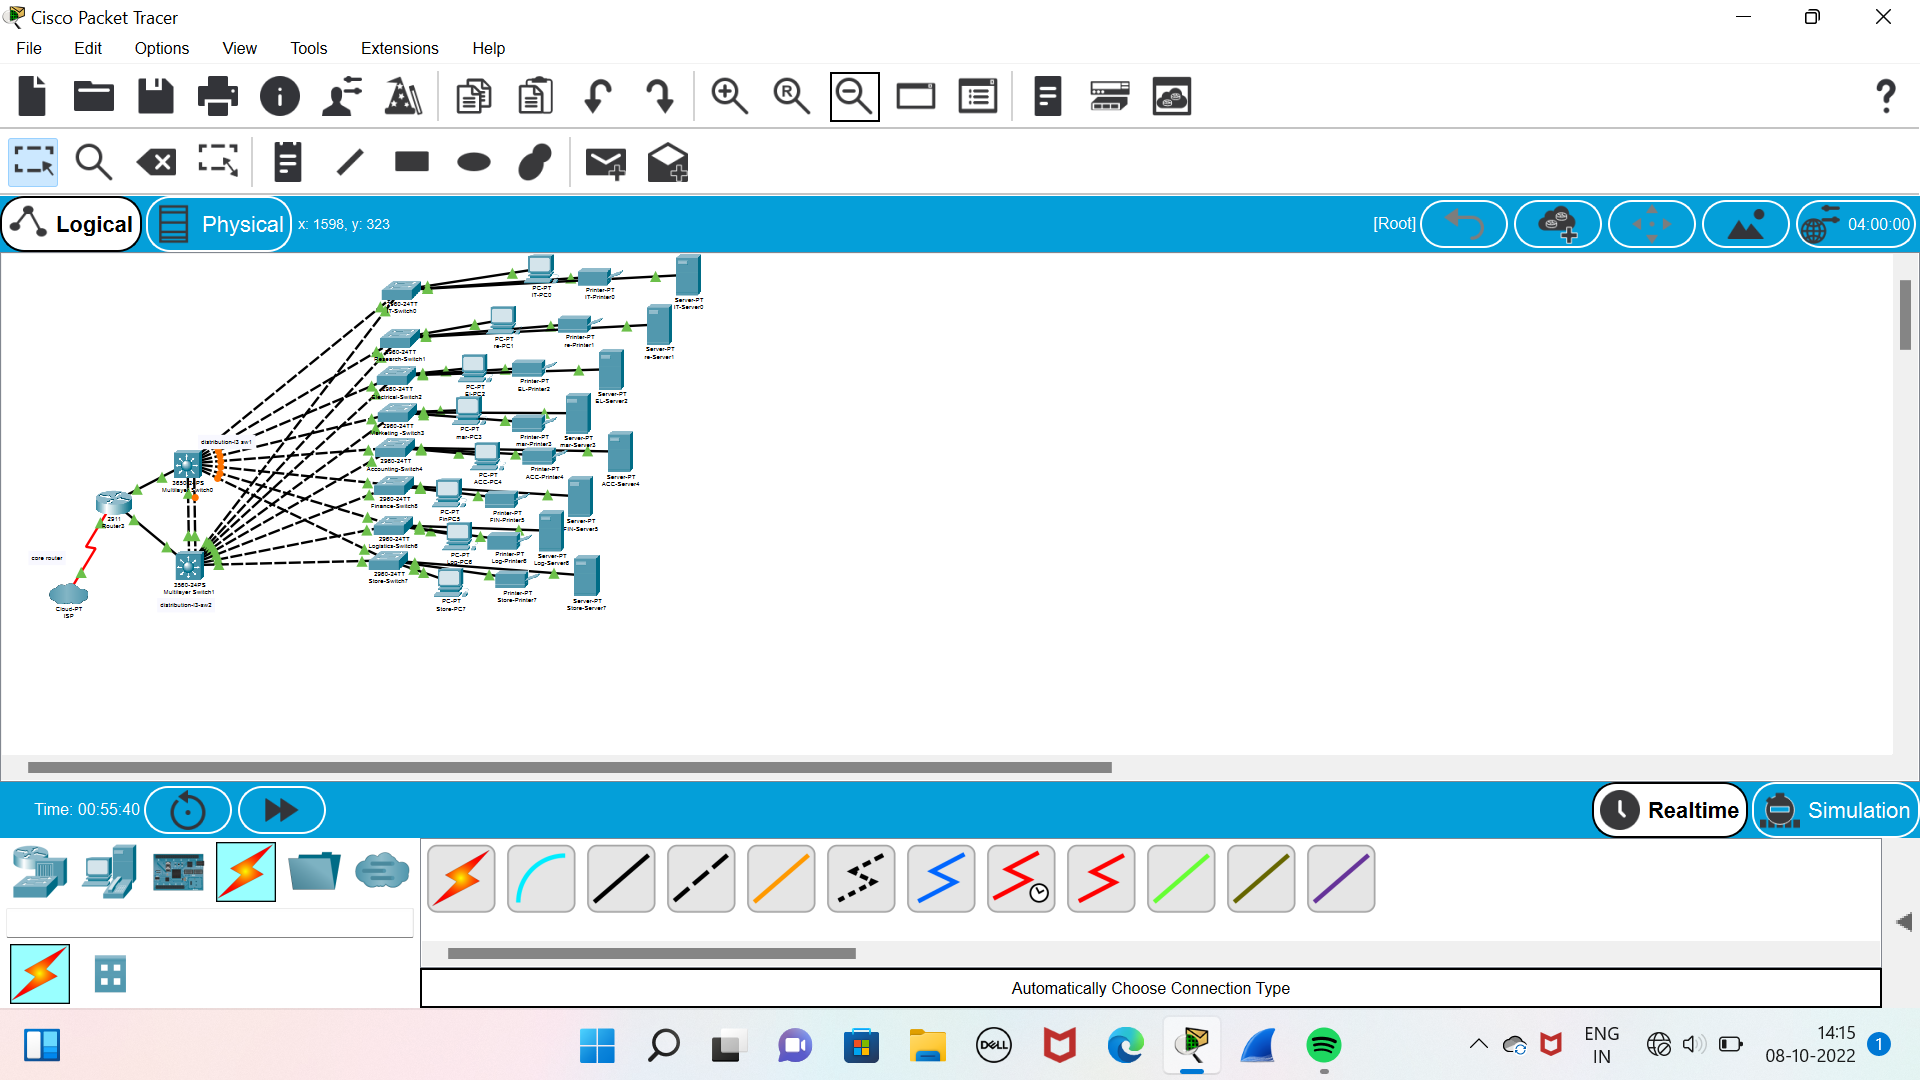 Cisco Packet Tracer
File Edit Options View Tools Extensions Help
Logical Physical x: 1598, y: 323 [Root] 04:00:00
PC-PT
IT-PC0
Printer-PT
IT-Printer0
Server-PT
IT-Server0
2960-24TT
IT-Switch0
PC-PT
re-PC1
Printer-PT
re-Printer1
Server-PT
re-Server1
2960-24TT
Research-Switch1
PC-PT
EL-PC2
Printer-PT
EL-Printer2
Server-PT
EL-Server2
2960-24TT
Electrical-Switch2
PC-PT
mar-PC3
Printer-PT
mar-Printer3
Server-PT
mar-Server3
2960-24TT
Marketing -Switch3
PC-PT
ACC-PC4
Printer-PT
ACC-Printer4
Server-PT
ACC-Server4
Accounting-Switch4
PC-PT
FinPC5
Printer-PT
FIN-Printer5
Server-PT
FIN-Server5
2960-24TT
Finance-Switch5
PC-PT
Log-PC6
Printer-PT
Log-Printer6
Server-PT
Log-Server6
2960-24TT
Logistics-Switch6
PC-PT
Store-PC7
Printer-PT
Store-Printer7
Server-PT
Store-Server7
2960-24TT
Store-Switch7
distribution-l3 sw1
Multilayer Switch0
2911
Router2
core router
Cloud-PT
ISP
3560-24PS
Multilayer Switch1
distribution-l3-sw2
Time: 00:55:40 Realtime Simulation
Automatically Choose Connection Type
DELL
ENG
IN
14:15
08-10-2022
1